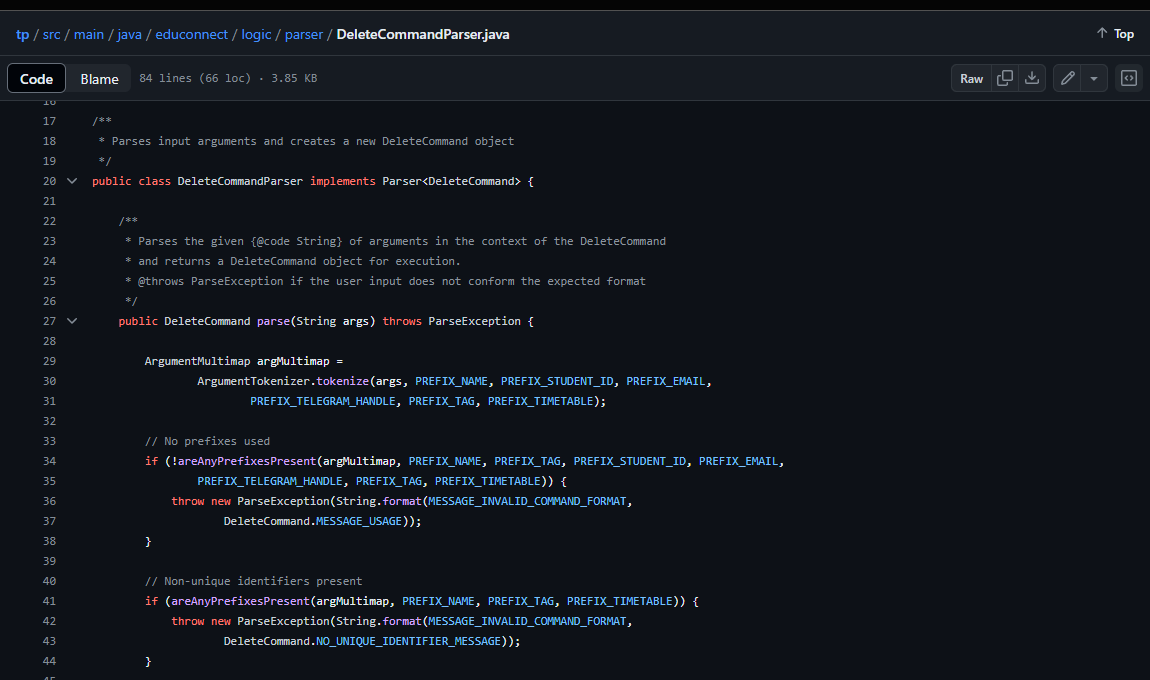 tp / src / main / java / educonnect / logic / parser / DeleteCommandParser.java
Top
Code Blame 84 lines (66 loc) · 3.85 KB Raw
16
17 /**
18 * Parses input arguments and creates a new DeleteCommand object
19 */
20 public class DeleteCommandParser implements Parser<DeleteCommand> {
21
22 /**
23 * Parses the given {@code String} of arguments in the context of the DeleteCommand
24 * and returns a DeleteCommand object for execution.
25 * @throws ParseException if the user input does not conform the expected format
26 */
27 public DeleteCommand parse(String args) throws ParseException {
28
29 ArgumentMultimap argMultimap =
30 ArgumentTokenizer.tokenize(args, PREFIX_NAME, PREFIX_STUDENT_ID, PREFIX_EMAIL,
31 PREFIX_TELEGRAM_HANDLE, PREFIX_TAG, PREFIX_TIMETABLE);
32
33 // No prefixes used
34 if (!areAnyPrefixesPresent(argMultimap, PREFIX_NAME, PREFIX_TAG, PREFIX_STUDENT_ID, PREFIX_EMAIL,
35 PREFIX_TELEGRAM_HANDLE, PREFIX_TAG, PREFIX_TIMETABLE)) {
36 throw new ParseException(String.format(MESSAGE_INVALID_COMMAND_FORMAT,
37 DeleteCommand.MESSAGE_USAGE));
38 }
39
40 // Non-unique identifiers present
41 if (areAnyPrefixesPresent(argMultimap, PREFIX_NAME, PREFIX_TAG, PREFIX_TIMETABLE)) {
42 throw new ParseException(String.format(MESSAGE_INVALID_COMMAND_FORMAT,
43 DeleteCommand.NO_UNIQUE_IDENTIFIER_MESSAGE));
44 }
45